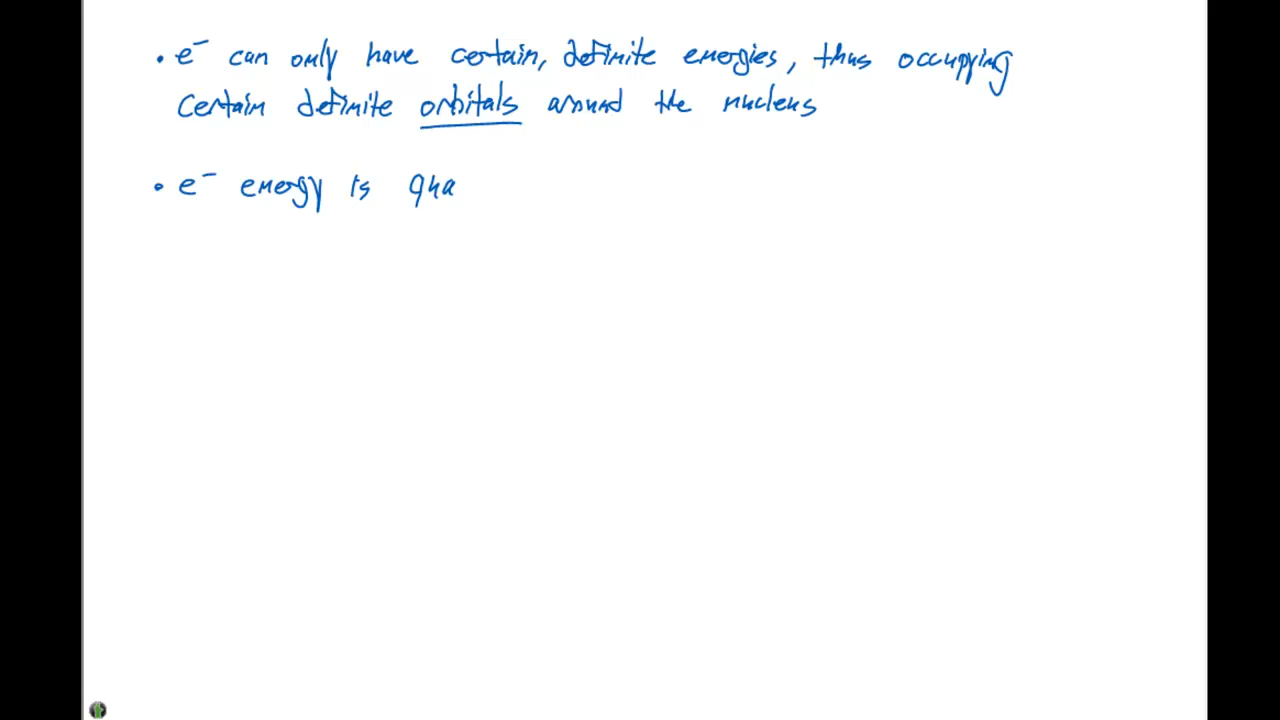 • e⁻ can only have certain, definite energies, thus occupying
certain definite orbitals around the nucleus
• e⁻ energy is qua